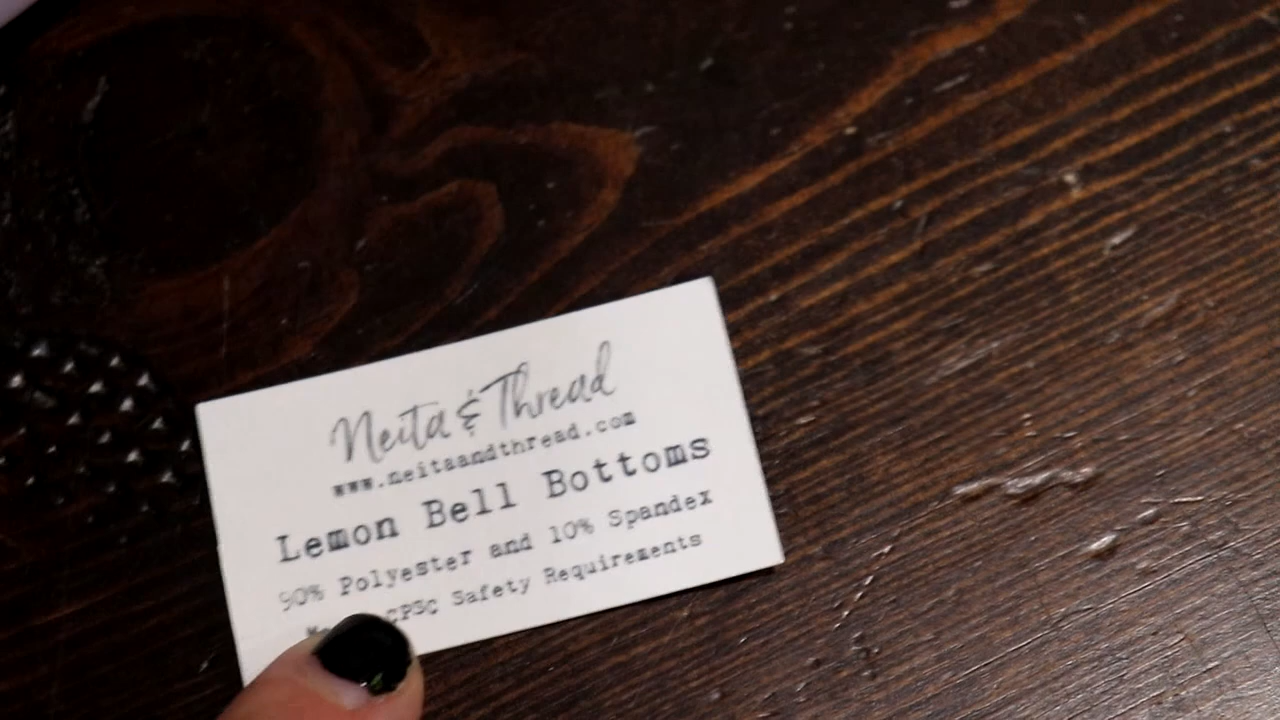 Neita & Thread
www.neitaandthread.com
Lemon Bell Bottoms
90% Polyester and 10% Spandex
CPSC Safety Requirements